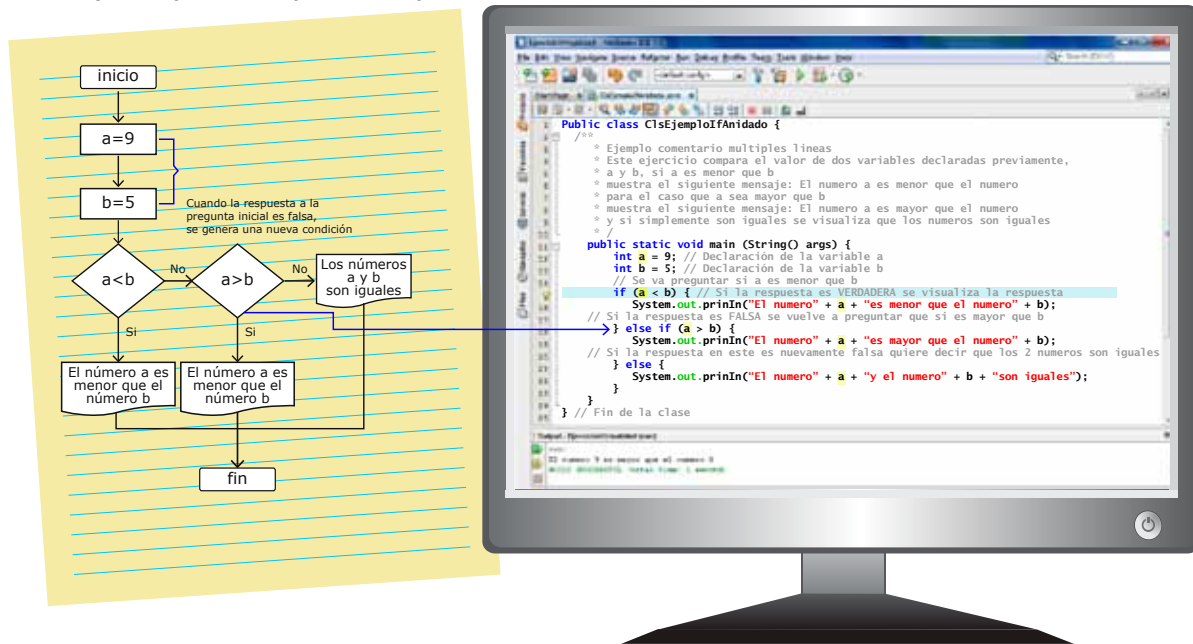 inicio
a=9
b=5
Cuando la respuesta a la
pregunta inicial es falsa,
se genera una nueva condición
a<b
No
a>b
No
Los números
a y b
son iguales
Si
Si
El número a es
menor que el
número b
El número a es
menor que el
número b
fin
Public class ClsEjemploIfAnidado {
/**
* Ejemplo comentario multiples lineas
* Este ejercicio compara el valor de dos variables declaradas previamente,
* a y b, si a es menor que b
* muestra el siguiente mensaje: El numero a es menor que el numero
* para el caso que a sea mayor que b
* muestra el siguiente mensaje: El numero a es mayor que el numero
* y si simplemente son iguales se visualiza que los numeros son iguales
* /
public static void main (String() args) {
int a = 9; // Declaración de la variable a
int b = 5; // Declaración de la variable b
// Se va preguntar si a es menor que b
if (a < b) { // Si la respuesta es VERDADERA se visualiza la respuesta
System.out.prinIn("El numero" + a + “es menor que el numero" + b);
// Si la respuesta es FALSA se vuelve a preguntar que si es mayor que b
} else if (a > b) {
System.out.prinIn("El numero" + a + “es mayor que el numero" + b);
// Si la respuesta en este es nuevamente falsa quiere decir que los 2 numeros son iguales
} else {
System.out.prinIn("El numero" + a + “y el numero" + b + “son iguales”);
}
}
} // Fin de la clase